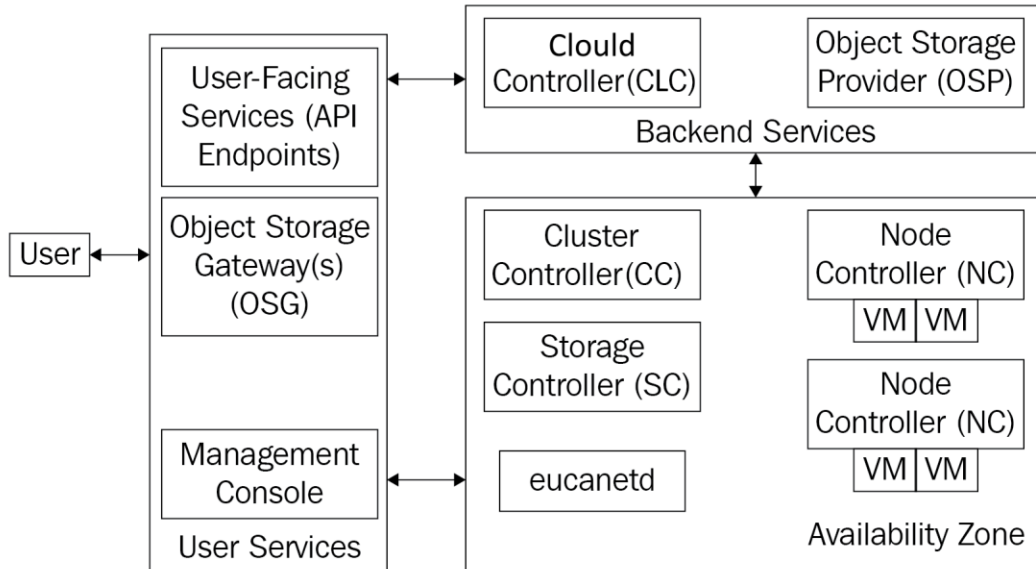 User
User-Facing
Services (API
Endpoints)
Object Storage
Gateway(s)
(OSG)
Management
Console
User Services
Clould
Controller(CLC)
Object Storage
Provider (OSP)
Backend Services
Cluster
Controller(CC)
Storage
Controller (SC)
eucanetd
Node
Controller (NC)
VM VM
Node
Controller (NC)
VM VM
Availability Zone